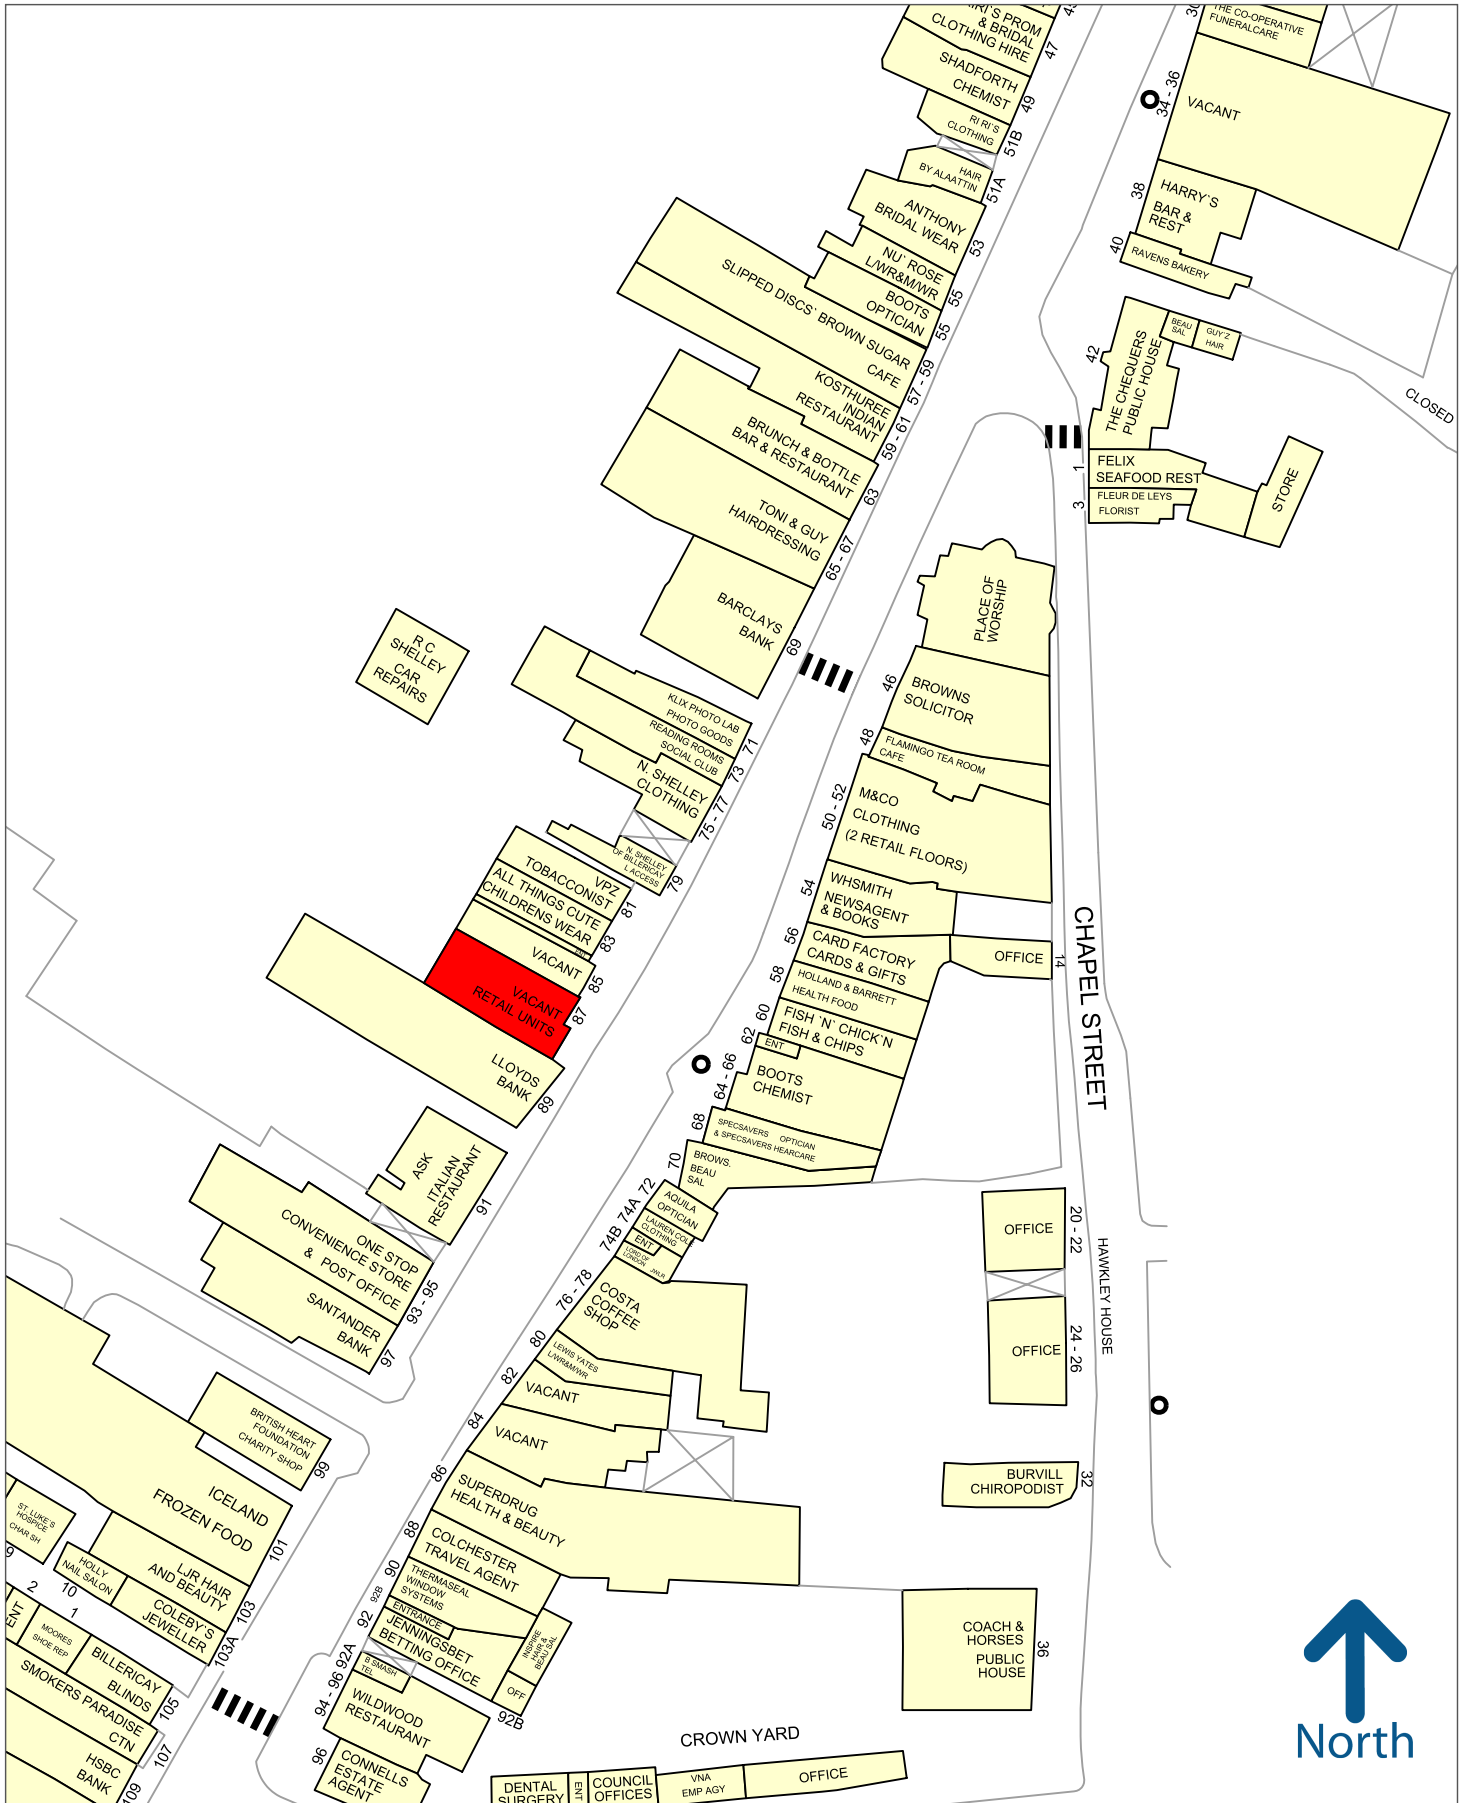 IRI'S PROM
& BRIDAL
CLOTHING HIRE
47
SHADFORTH
CHEMIST
49
RI RI`S
CLOTHING
51B
HAIR
BY ALAATTIN
51A
ANTHONY
BRIDAL WEAR
53
NU` ROSE
L/WR&M/WR
55
BOOTS
OPTICIAN
55
SLIPPED DISCS` BROWN SUGAR
CAFE
57 - 59
KOSTHUREE
INDIAN
RESTAURANT
59 - 61
BRUNCH & BOTTLE
BAR & RESTAURANT
63
TONI & GUY
HAIRDRESSING
65 - 67
BARCLAYS
BANK
69
R C
SHELLEY
CAR
REPAIRS
KLIX PHOTO LAB
PHOTO GOODS
71
READING ROOMS
SOCIAL CLUB
73
N. SHELLEY
CLOTHING
75 - 77
N. SHELLEY
OF BILLERICAY
L ACCESS
79
VPZ
TOBACCONIST
81
ALL THINGS CUTE
CHILDRENS WEAR
83
ENT
VACANT
85
VACANT
RETAIL UNITS
87
LLOYDS
BANK
89
ASK
ITALIAN
RESTAURANT
91
ONE STOP
CONVENIENCE STORE
& POST OFFICE
93 - 95
SANTANDER
BANK
97
BRITISH HEART
FOUNDATION
CHARITY SHOP
99
ICELAND
FROZEN FOOD
101
LJR HAIR
AND BEAUTY
103
HOLLY
NAIL SALON
10
COLEBY'S
JEWELLER
103A
ST. LUKE`S
HOSPICE
CHAR SH
9
2
1
ENT
MOORES
SHOE REP
BILLERICAY
BLINDS
105
SMOKERS PARADISE
CTN
107
HSBC
BANK
109
30
THE CO-OPERATIVE
FUNERALCARE
34 - 36
VACANT
38
HARRY`S
BAR &
REST
40
RAVENS BAKERY
42
THE CHEQUERS
PUBLIC HOUSE
BEAU
SAL
GUY`Z
HAIR
CLOSED
1
FELIX
SEAFOOD REST
3
FLEUR DE LEYS
FLORIST
STORE
PLACE OF
WORSHIP
46
BROWNS
SOLICITOR
48
FLAMINGO TEA ROOM
CAFE
50 - 52
M&CO
CLOTHING
(2 RETAIL FLOORS)
54
WHSMITH
NEWSAGENT
& BOOKS
56
CARD FACTORY
CARDS & GIFTS
OFFICE
14
CHAPEL STREET
58
HOLLAND & BARRETT
HEALTH FOOD
60
FISH `N` CHICK`N
FISH & CHIPS
62
ENT
64 - 66
BOOTS
CHEMIST
68
SPECSAVERS OPTICIAN
& SPECSAVERS HEARCARE
70
BROWS.
BEAU
SAL
72
AQUILA
OPTICIAN
74A
LAUREN COLE
CLOTHING
74B
ENT
LORD OF
LONDON JWLR
76 - 78
COSTA
COFFEE
SHOP
80
LEWIS YATES
L/WR&M/WR
82
VACANT
84
VACANT
86
SUPERDRUG
HEALTH & BEAUTY
88
COLCHESTER
TRAVEL AGENT
90
THERMASEAL
WINDOW
SYSTEMS
92B
ENTRANCE
92
JENNINGSBET
BETTING OFFICE
INSPIRE
HAIR &
BEAU SAL
OFF
92B
92A
B SMASH
TEL
94 - 96
WILDWOOD
RESTAURANT
96
CONNELLS
ESTATE
AGENT
OFFICE
20 - 22
HAWKLEY HOUSE
OFFICE
24 - 26
BURVILL
CHIROPODIST
32
COACH &
HORSES
PUBLIC
HOUSE
36
CROWN YARD
DENTAL
SURGERY
ENT
COUNCIL
OFFICES
VNA
EMP AGY
OFFICE
North